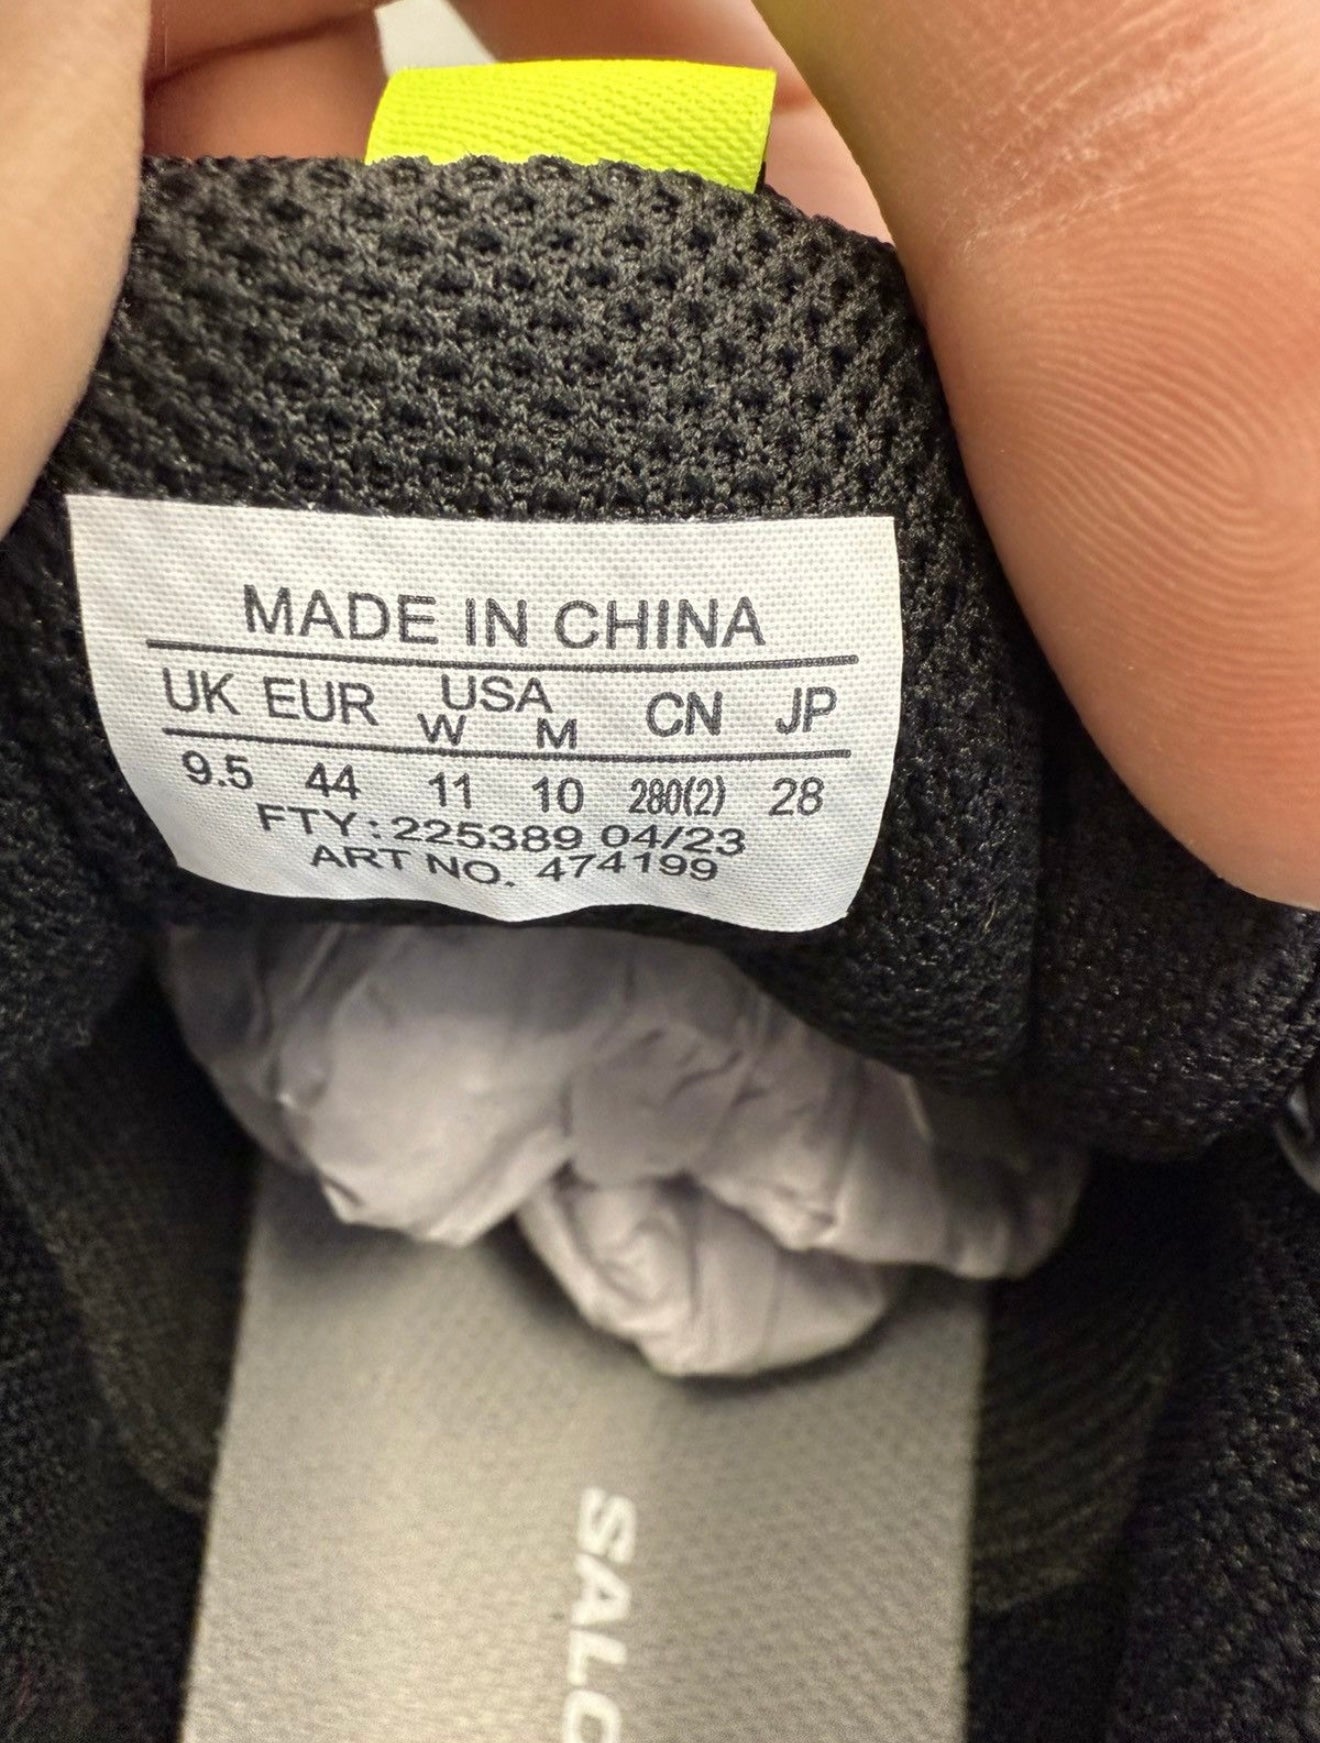 MADE IN CHINA
UK EUR USA CN JP
W M
9.5 44 11 10 280(2) 28
FTY:225389 04/23
ART NO. 474199
SALO